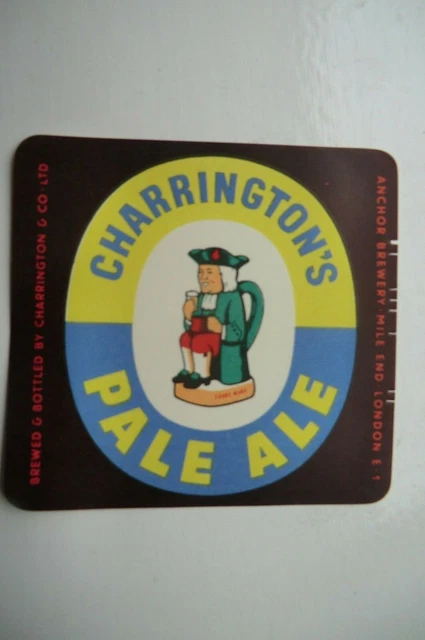 CHARRINGTON'S
PALE ALE
BREWED & BOTTLED BY CHARRINGTON & CO·LTD
ANCHOR BREWERY·MILE END LONDON E·1